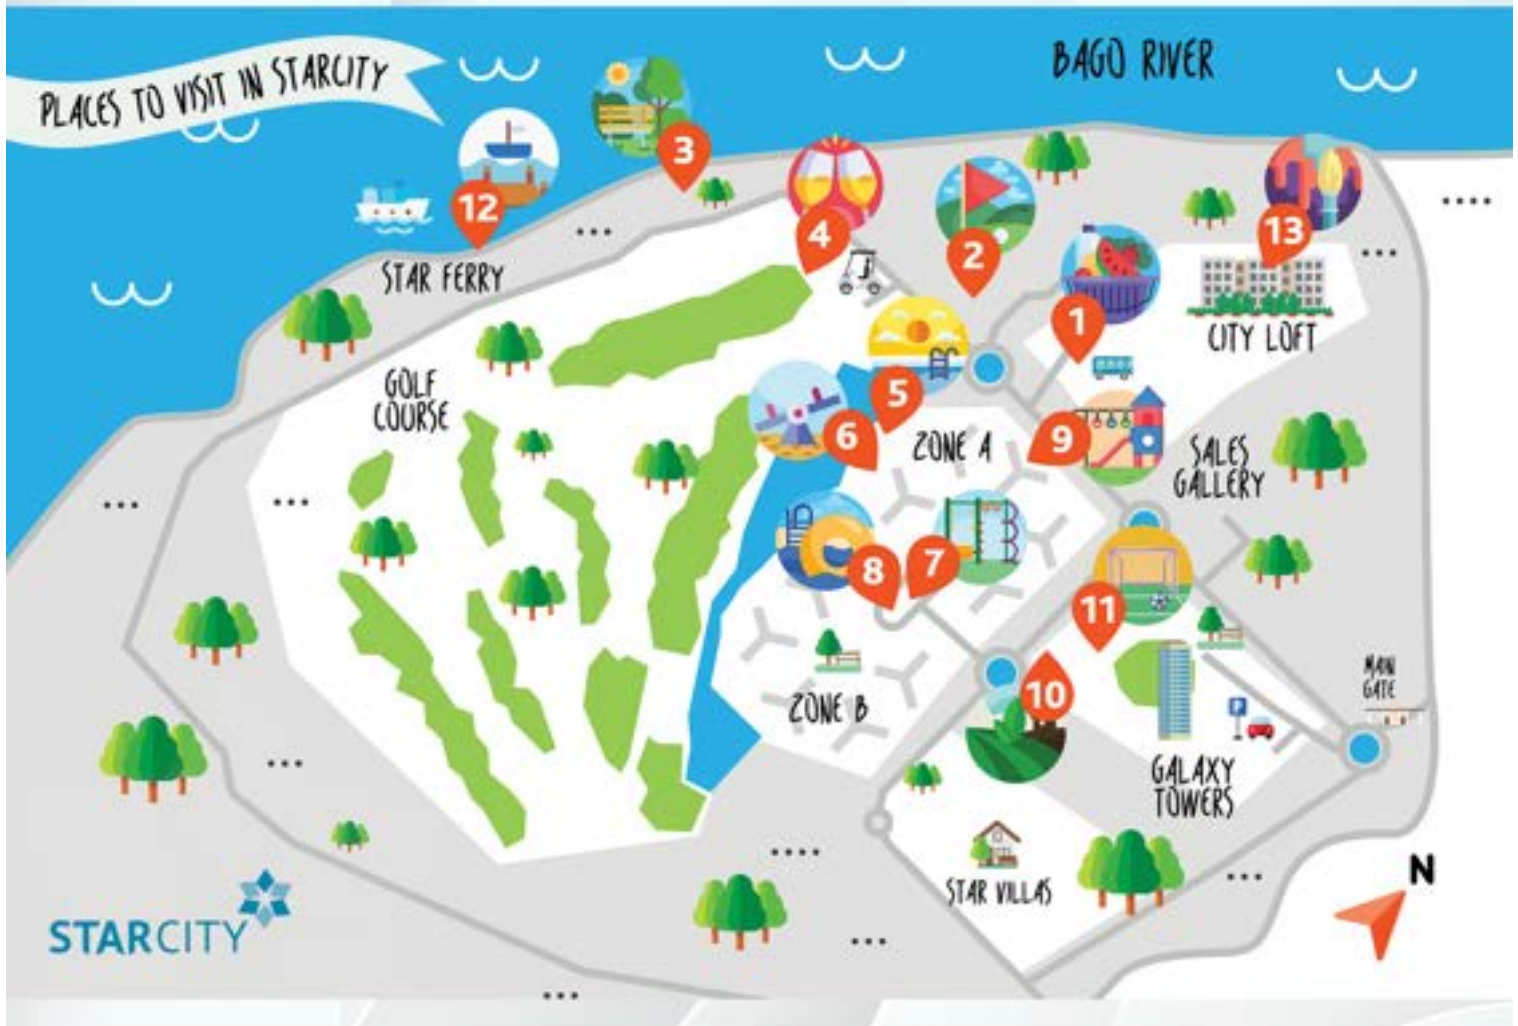 PLACES TO VISIT IN STARCITY
BAGO RIVER
3
12
4
2
13
STAR FERRY
1
CITY LOFT
GOLF
COURSE
5
6
ZONE A
9
SALES
GALLERY
8
7
11
MAIN
GATE
10
ZONE B
P
GALAXY
TOWERS
STAR VILLAS
N
STARCITY